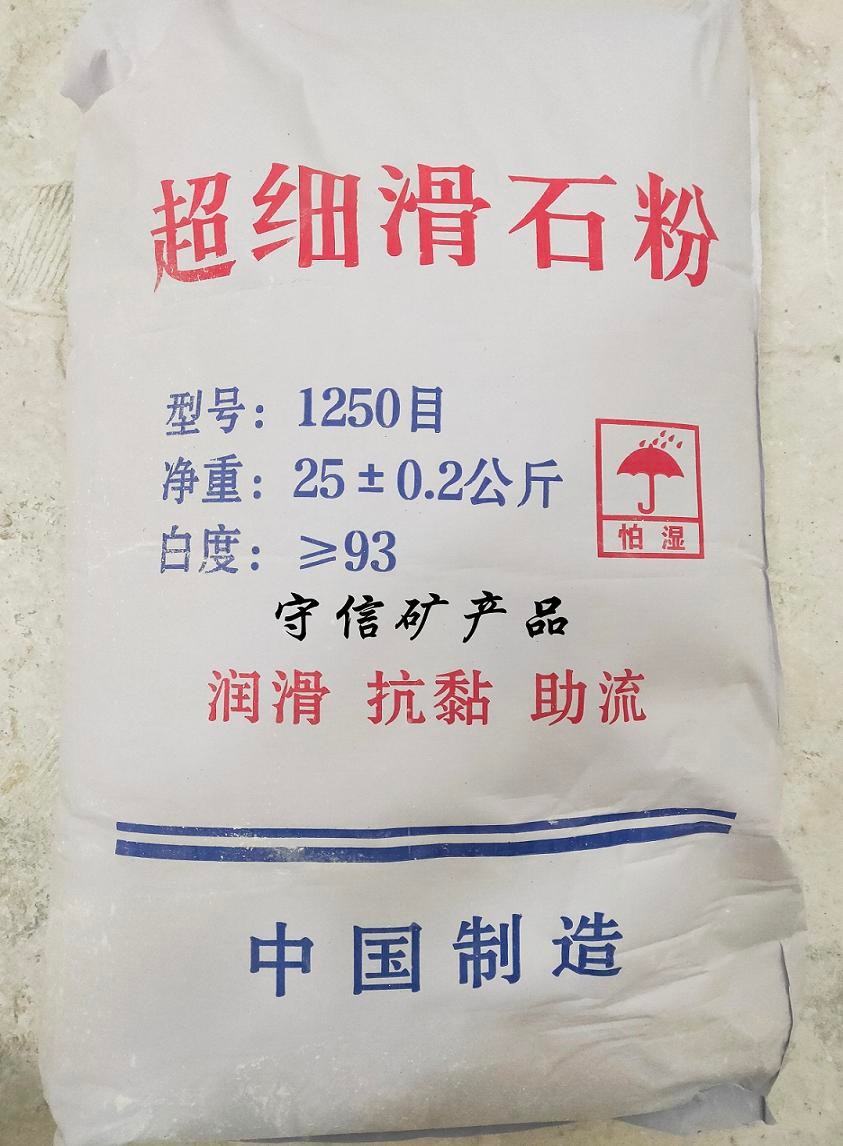 超细滑石粉
型号：1250目
净重：25±0.2公斤
白度：≥93
怕湿
守信矿产品
润滑 抗黏 助流
中国制造